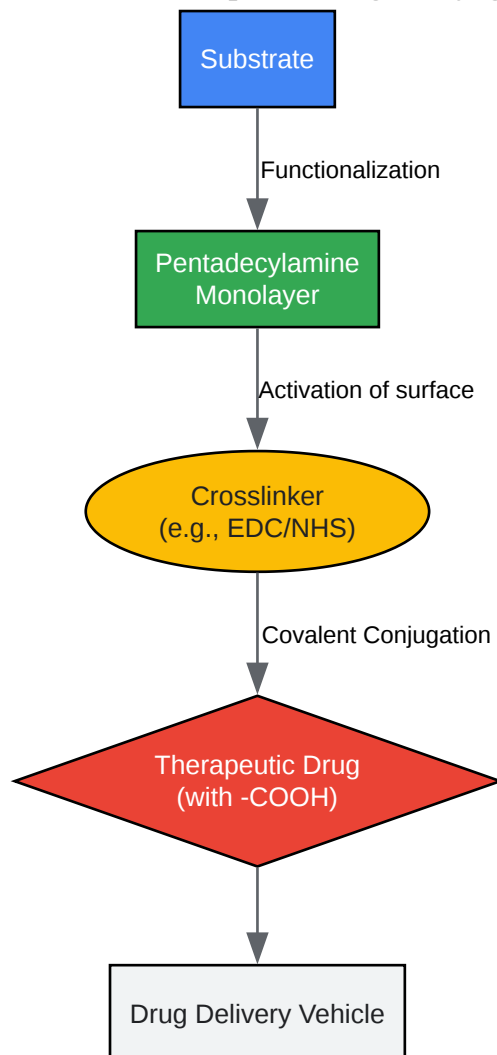 Substrate
Functionalization
Pentadecylamine
Monolayer
Activation of surface
Crosslinker
(e.g., EDC/NHS)
Covalent Conjugation
Therapeutic Drug
(with -COOH)
Drug Delivery Vehicle